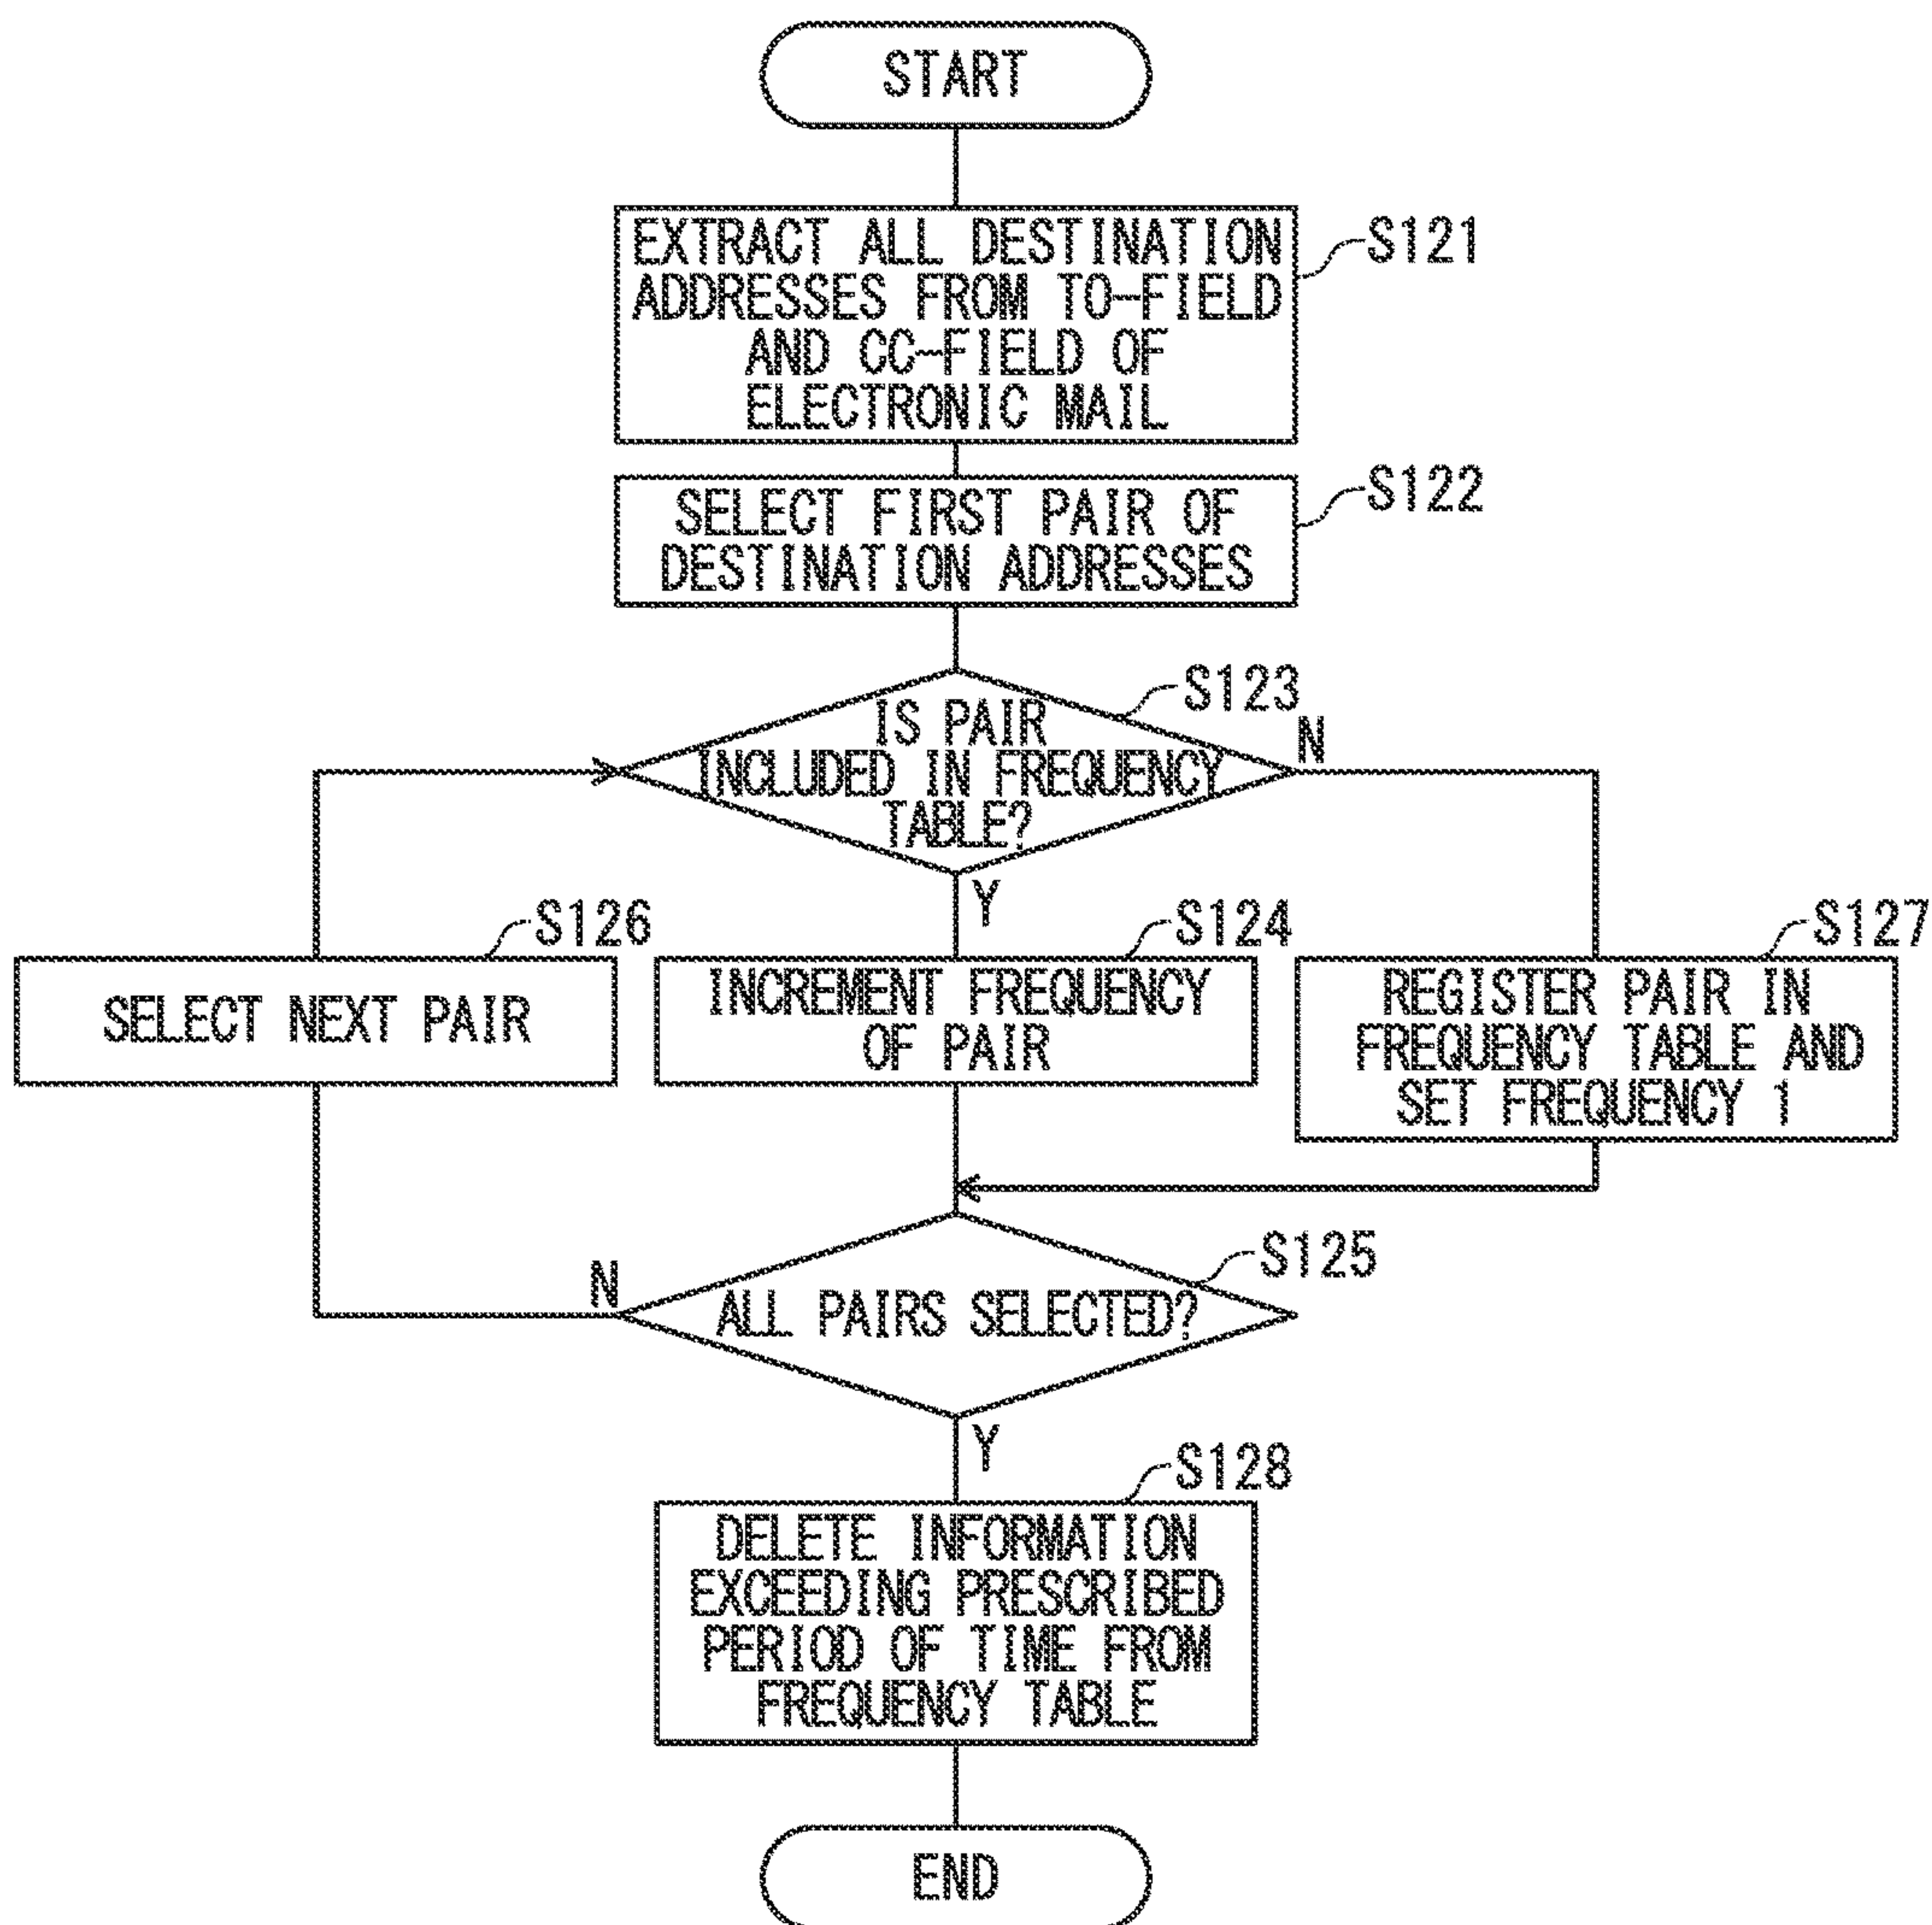 START
EXTRACT ALL DESTINATION
ADDRESSES FROM TO-FIELD
AND CC-FIELD OF
ELECTRONIC MAIL
S121
SELECT FIRST PAIR OF
DESTINATION ADDRESSES
S122
IS PAIR
INCLUDED IN FREQUENCY
TABLE?
S123
N
Y
S126
SELECT NEXT PAIR
S124
INCREMENT FREQUENCY
OF PAIR
S127
REGISTER PAIR IN
FREQUENCY TABLE AND
SET FREQUENCY 1
S125
N
ALL PAIRS SELECTED?
Y
S128
DELETE INFORMATION
EXCEEDING PRESCRIBED
PERIOD OF TIME FROM
FREQUENCY TABLE
END